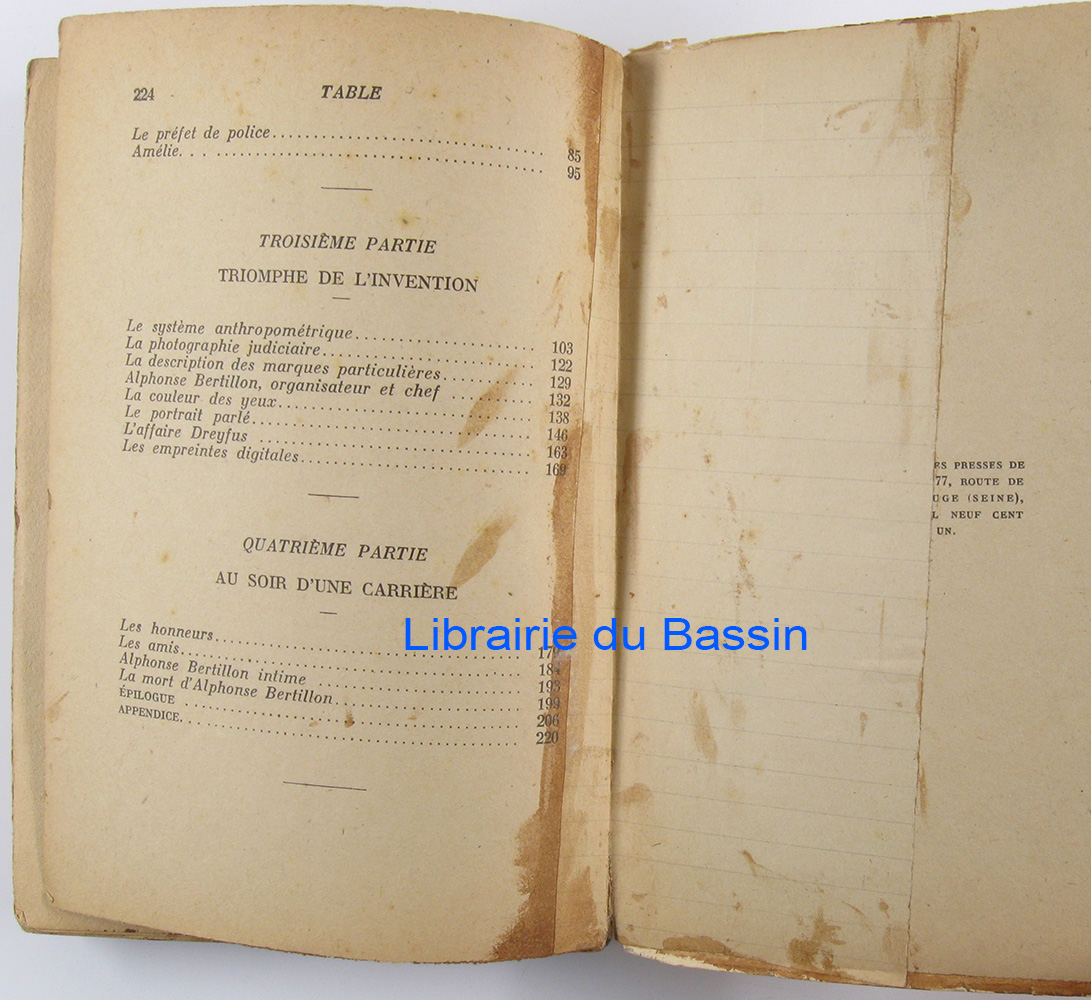 224 TABLE
Le préfet de police 85
Amélie 95
TROISIÈME PARTIE
TRIOMPHE DE L'INVENTION
Le système anthropométrique 103
La photographie judiciaire 122
La description des marques particulières 129
Alphonse Bertillon, organisateur et chef 132
La couleur des yeux 138
Le portrait parlé 146
L'affaire Dreyfus 163
Les empreintes digitales 169
QUATRIÈME PARTIE
AU SOIR D'UNE CARRIÈRE
Les honneurs
Les amis 184
Alphonse Bertillon intime 193
La mort d'Alphonse Bertillon 199
ÉPILOGUE 206
APPENDICE 220
Librairie du Bassin
ES PRESSES DE
77, ROUTE DE
UGE (SEINE),
L NEUF CENT
UN.